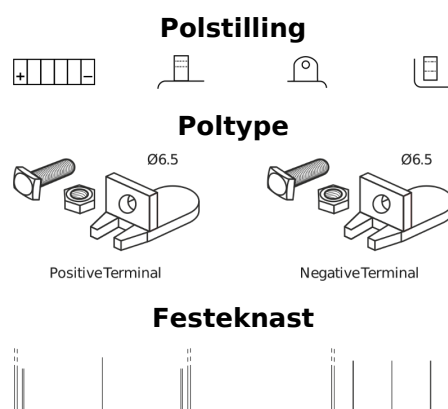 Polstilling
+ −
Poltype
Ø6.5 Ø6.5
PositiveTerminal NegativeTerminal
Festeknast